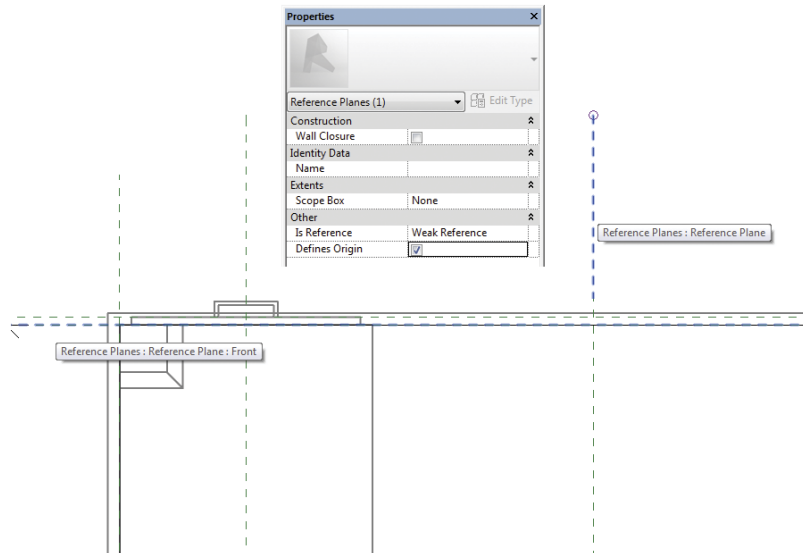 Properties
Reference Planes (1)
Edit Type
Construction
Wall Closure
Identity Data
Name
Extents
Scope Box None
Other
Is Reference Weak Reference
Defines Origin
Reference Planes : Reference Plane
Reference Planes : Reference Plane : Front